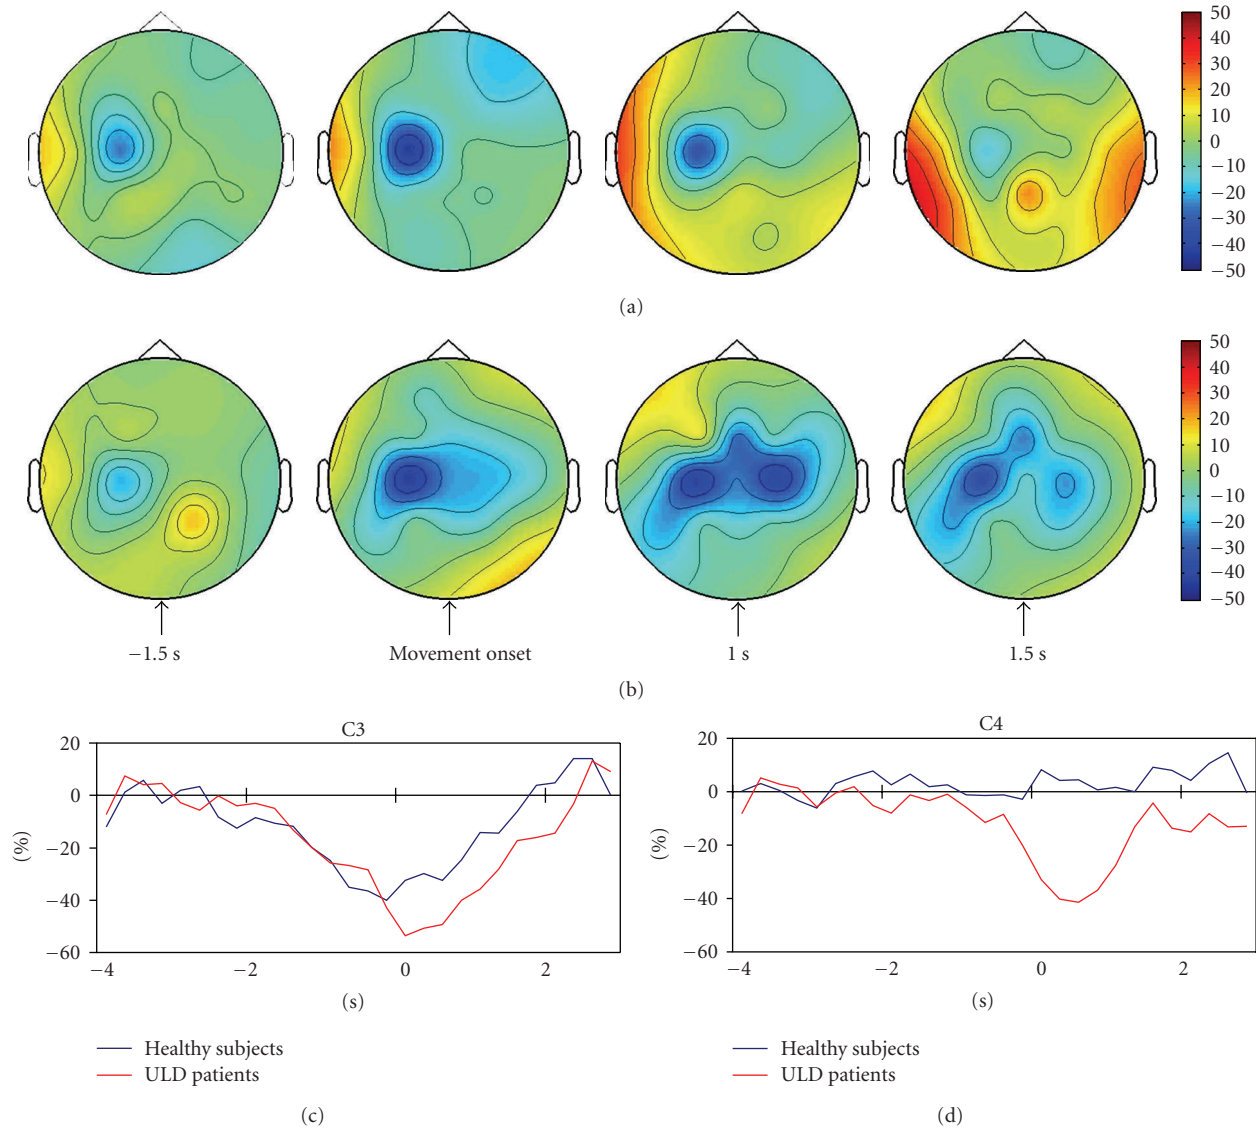 50
40
30
20
10
0
−10
−20
−30
−40
−50
(a)
50
40
30
20
10
0
−10
−20
−30
−40
−50
−1.5 s
Movement onset
1 s
1.5 s
(b)
C3
20
0
−20
−40
−60
(%)
−4
−2
0
2
(s)
Healthy subjects
ULD patients
(c)
C4
20
0
−20
−40
−60
(%)
−4
−2
0
2
(s)
Healthy subjects
ULD patients
(d)